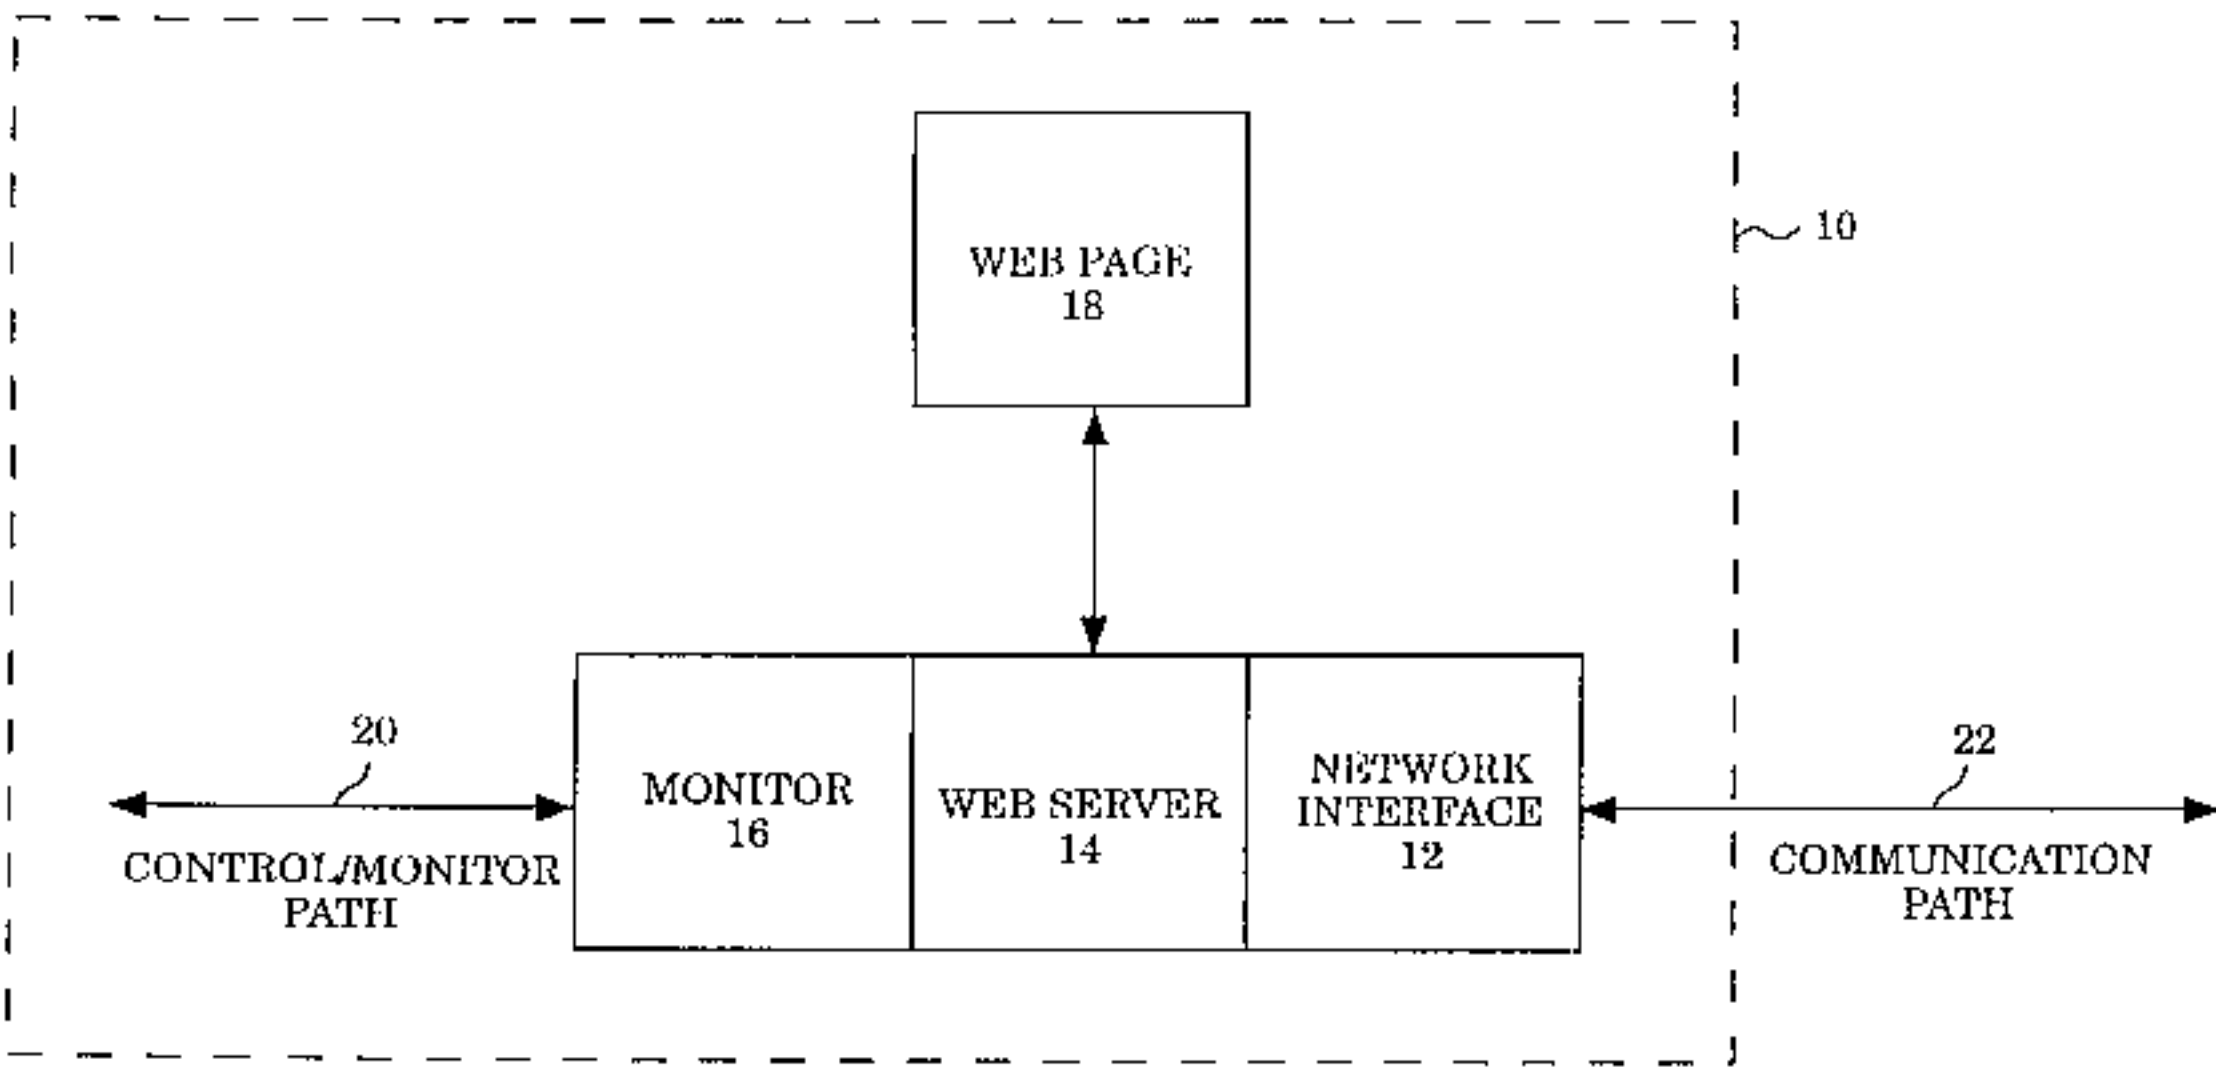 WEB PAGE
18
10
20
CONTROL/MONITOR
PATH
MONITOR
16
WEB SERVER
14
NETWORK
INTERFACE
12
22
COMMUNICATION
PATH